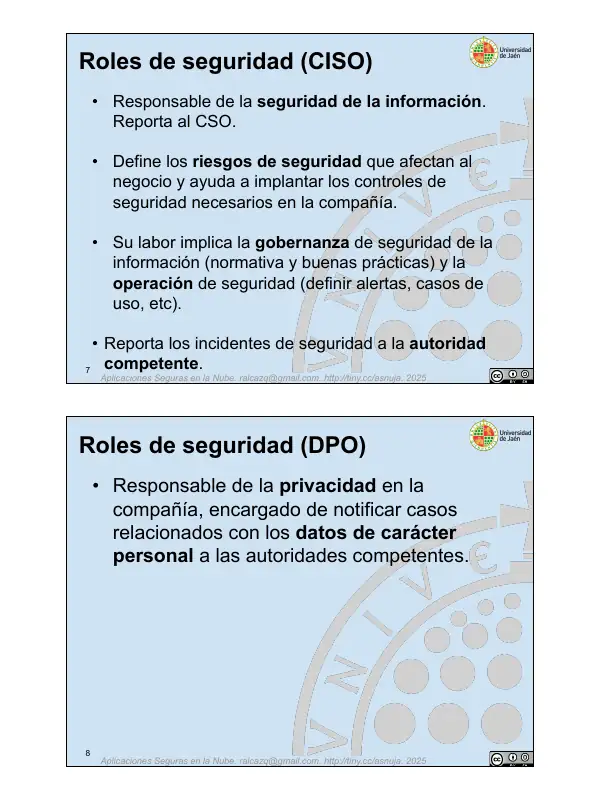 Roles de seguridad (CISO)
Universidad
de Jaén
• Responsable de la seguridad de la información.
Reporta al CSO.
• Define los riesgos de seguridad que afectan al
negocio y ayuda a implantar los controles de
seguridad necesarios en la compañía.
• Su labor implica la gobernanza de seguridad de la
información (normativa y buenas prácticas) y la
operación de seguridad (definir alertas, casos de
uso, etc).
• Reporta los incidentes de seguridad a la autoridad
competente.
7
Aplicaciones Seguras en la Nube. ralcazq@gmail.com. http://tiny.cc/asnuja. 2025
Roles de seguridad (DPO)
Universidad
de Jaén
• Responsable de la privacidad en la
compañía, encargado de notificar casos
relacionados con los datos de carácter
personal a las autoridades competentes.
8
Aplicaciones Seguras en la Nube. ralcazq@gmail.com. http://tiny.cc/asnuja. 2025